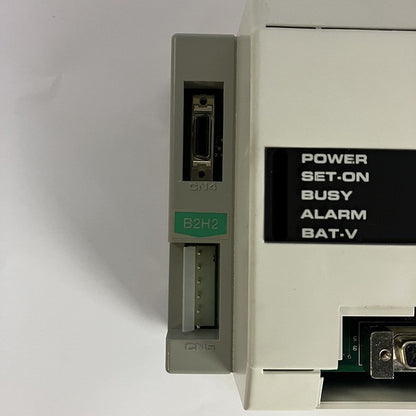 CN4
B2H2
CN5
POWER
SET-ON
BUSY
ALARM
BAT-V